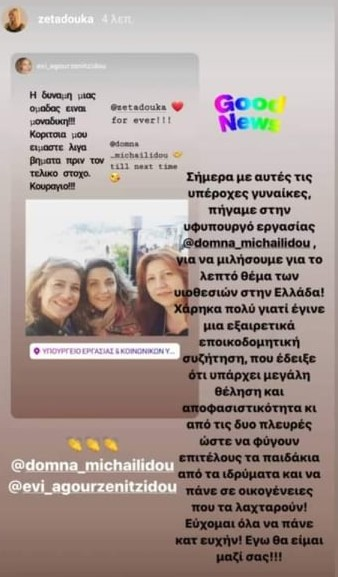 zetadouka 4 λεπ.
evi_agourzenitzidou
Η δυναμη μιας
ομαδας ειναι
μοναδικη!!!
Κοριτσια μου
ειμαστε λιγα
βηματα πριν τον
τελικο στοχο.
Κουραγιο!!!
@zetadouka ❤️
for ever!!!
@domna
_michailidou
till next time
😘
Good
News
Σήμερα με αυτές τις
υπέροχες γυναίκες,
πήγαμε στην
υφυπουργό εργασίας
@domna_michailidou ,
για να μιλήσουμε για το
λεπτό θέμα των
υιοθεσιών στην Ελλάδα!
Χάρηκα πολύ γιατί έγινε
μια εξαιρετικά
εποικοδομητική
συζήτηση, που έδειξε
ότι υπάρχει μεγάλη
θέληση και
αποφασιστικότητα κι
από τις δυο πλευρές
ώστε να φύγουν
επιτέλους τα παιδάκια
από τα ιδρύματα και να
πάνε σε οικογένειες
που τα λαχταρούν!
Εύχομαι όλα να πάνε
κατ ευχήν! Εγω θα είμαι
μαζί σας!!!
ΥΠΟΥΡΓΕΙΟ ΕΡΓΑΣΙΑΣ & ΚΟΙΝΩΝΙΚΩΝ Υ...
👏👏👏
@domna_michailidou
@evi_agourzenitzidou